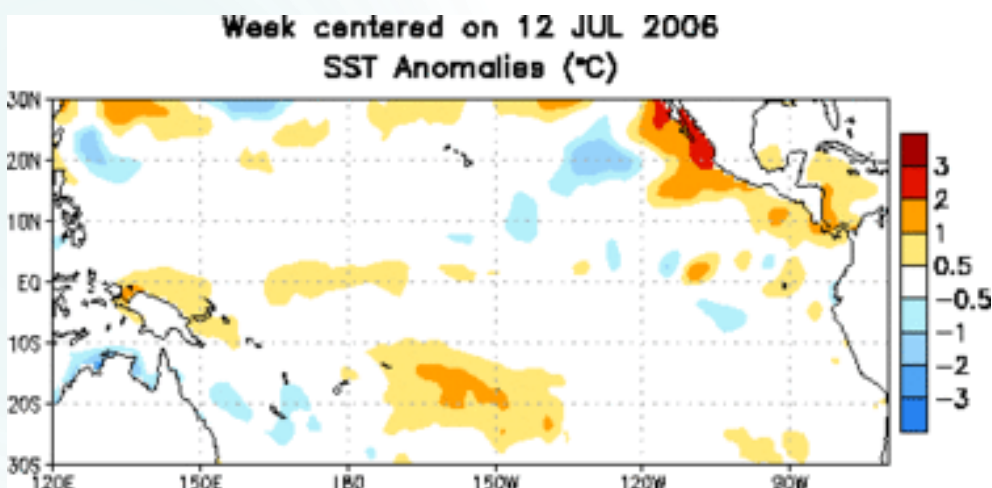 Week centered on 12 JUL 2006
SST Anomalies (°C)
30N
20N
10N
EQ
10S
20S
30S
120E 150E 180 150W 120W 90W
3
2
1
0.5
-0.5
-1
-2
-3